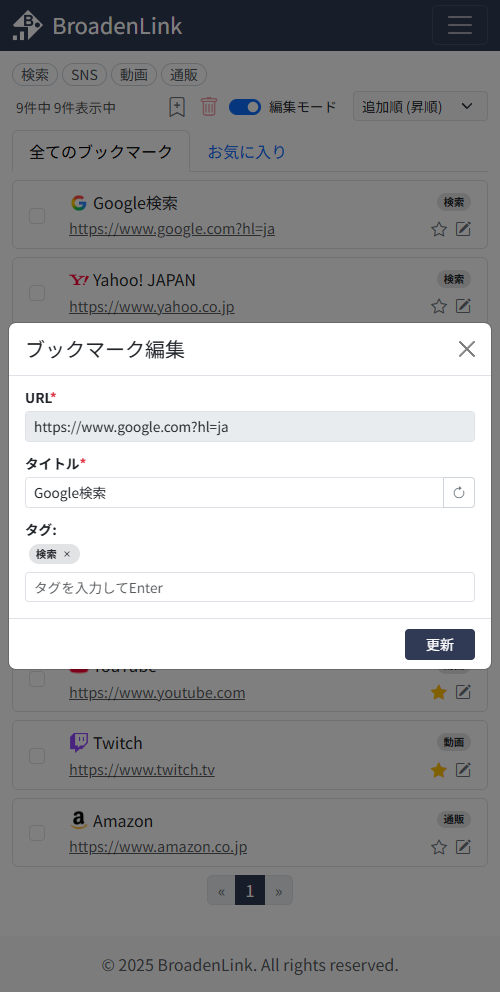 BroadenLink
検索 SNS 動画 通販
9件中 9件表示中 編集モード 追加順 (昇順)
全てのブックマーク お気に入り
Google検索 検索
https://www.google.com?hl=ja
Yahoo! JAPAN 検索
https://www.yahoo.co.jp
ブックマーク編集
URL*
https://www.google.com?hl=ja
タイトル*
Google検索
タグ:
検索 ×
タグを入力してEnter
更新
YouTube
https://www.youtube.com
Twitch 動画
https://www.twitch.tv
Amazon 通販
https://www.amazon.co.jp
« 1 »
© 2025 BroadenLink. All rights reserved.